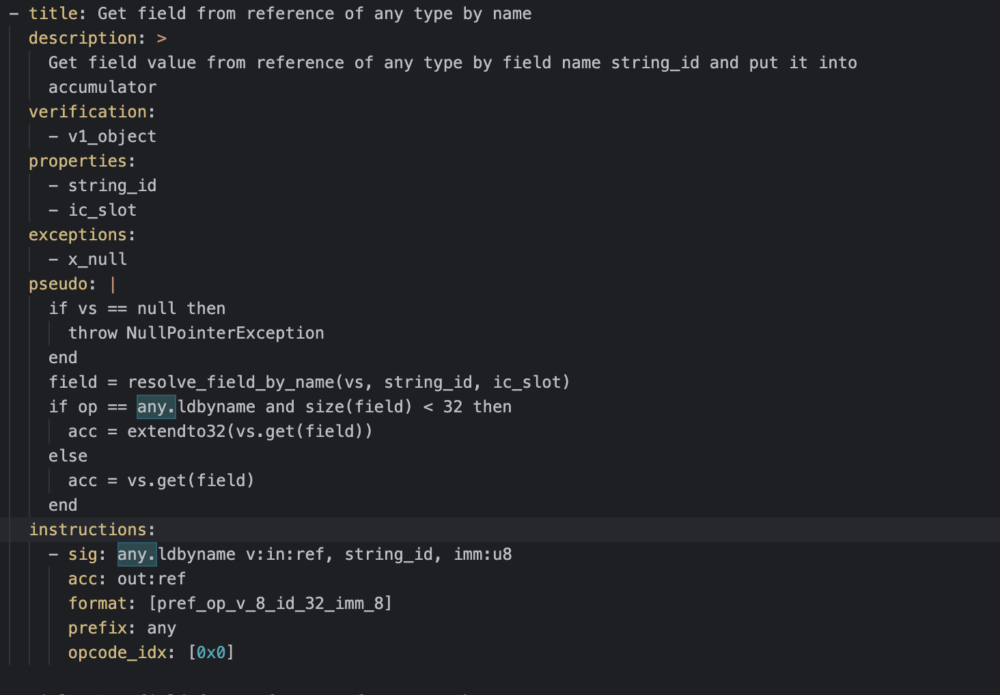 - title: Get field from reference of any type by name
  description: >
    Get field value from reference of any type by field name string_id and put it into
    accumulator
  verification:
    - v1_object
  properties:
    - string_id
    - ic_slot
  exceptions:
    - x_null
  pseudo: |
    if vs == null then
      throw NullPointerException
    end
    field = resolve_field_by_name(vs, string_id, ic_slot)
    if op == any.ldbyname and size(field) < 32 then
      acc = extendto32(vs.get(field))
    else
      acc = vs.get(field)
    end
  instructions:
    - sig: any.ldbyname v:in:ref, string_id, imm:u8
      acc: out:ref
      format: [pref_op_v_8_id_32_imm_8]
      prefix: any
      opcode_idx: [0x0]